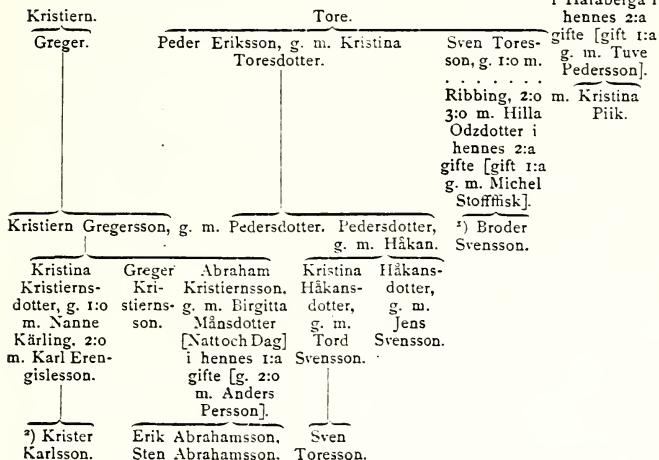 i Haraberga i
Kristiern. Tore. hennes 2:a
Greger. Peder Eriksson, g. m. Kristina Sven Tores- gifte [gift 1:a
Toresdotter. son, g. 1:o m. g. m. Tuve
. . . . . . . Pedersson].
Ribbing, 2:o m. Kristina
3:o m. Hilla Piik.
Odzdotter i
hennes 2:a
gifte [gift 1:a
g. m. Michel
Stoffffisk].
Kristiern Gregersson, g. m. Pedersdotter. Pedersdotter, ¹) Broder
g. m. Håkan. Svensson.
Kristina Greger Abraham Kristina Håkans-
Kristierns- Kri- Kristiernsson, Håkans- dotter,
dotter, g. 1:o stierns- g. m. Birgitta dotter, g. m.
m. Nanne son. Månsdotter g. m. Jens
Kärling, 2:o [Natt och Dag] Tord Svensson.
m. Karl Eren- i hennes 1:a Svensson.
gislesson. gifte [g. 2:o
m. Anders
Persson].
²) Krister Erik Abrahamsson, Sven
Karlsson. Sten Abrahamsson, Toresson.